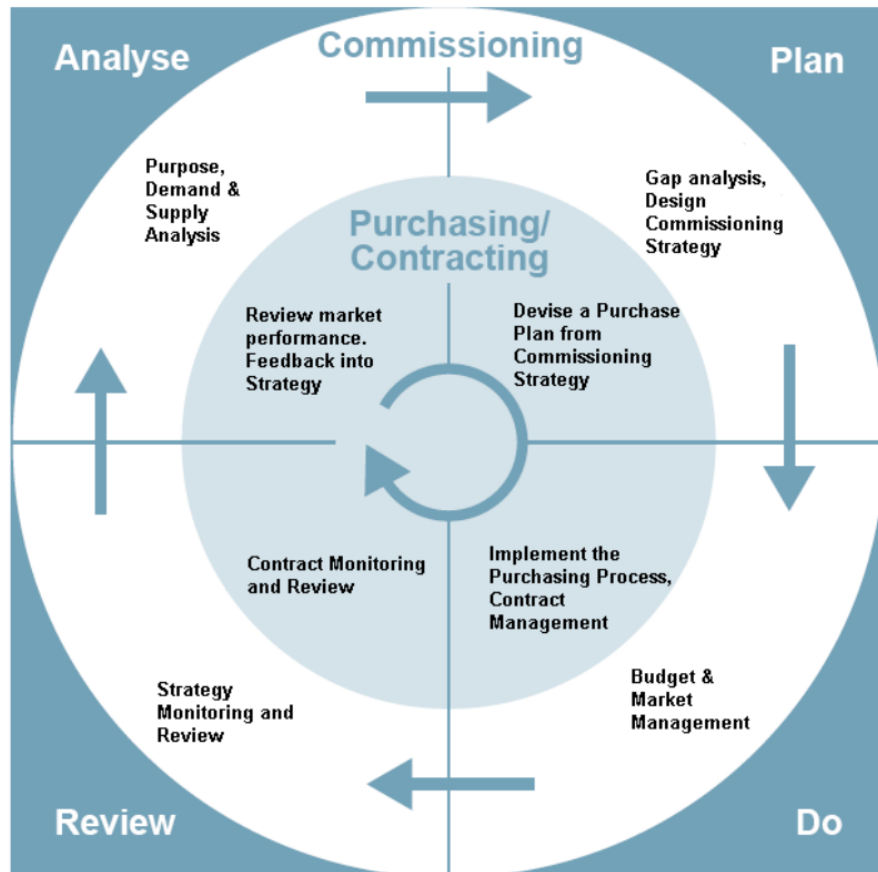 Analyse
Commissioning
Plan
Purpose,
Demand &
Supply
Analysis
Gap analysis,
Design
Commissioning
Strategy
Purchasing/
Contracting
Review market
performance.
Feedback into
Strategy
Devise a Purchase
Plan from
Commissioning
Strategy
Contract Monitoring
and Review
Implement the
Purchasing Process,
Contract
Management
Strategy
Monitoring and
Review
Budget &
Market
Management
Review
Do